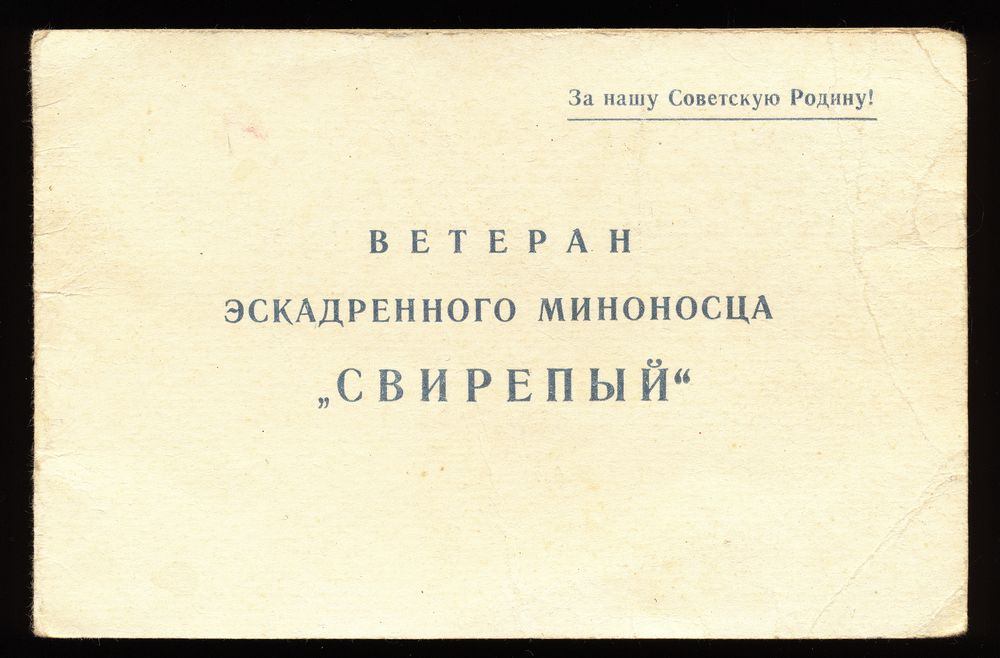 За нашу Советскую Родину!
ВЕТЕРАН
ЭСКАДРЕННОГО МИНОНОСЦА
„СВИРЕПЫЙ“